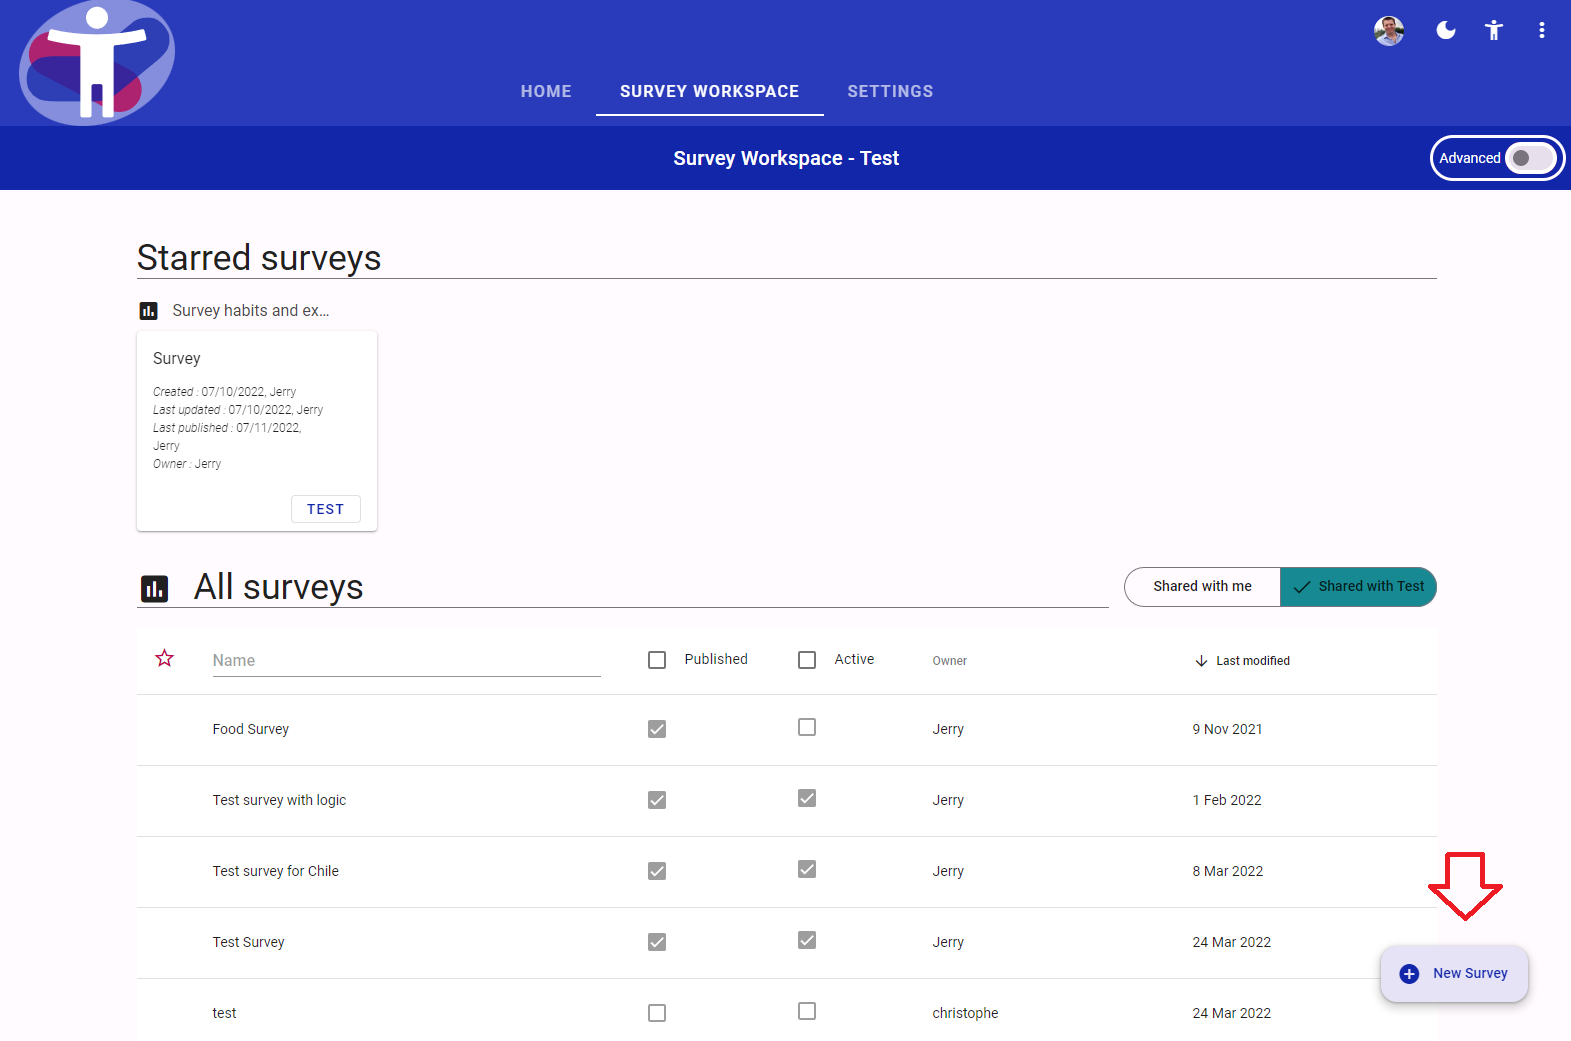 HOME SURVEY WORKSPACE SETTINGS
Survey Workspace - Test
Advanced
Starred surveys
Survey habits and ex...
Survey
Created : 07/10/2022, Jerry
Last updated : 07/10/2022, Jerry
Last published : 07/11/2022,
Jerry
Owner : Jerry
TEST
All surveys
Shared with me Shared with Test
Name Published Active Owner Last modified
Food Survey Jerry 9 Nov 2021
Test survey with logic Jerry 1 Feb 2022
Test survey for Chile Jerry 8 Mar 2022
Test Survey Jerry 24 Mar 2022
New Survey
test christophe 24 Mar 2022